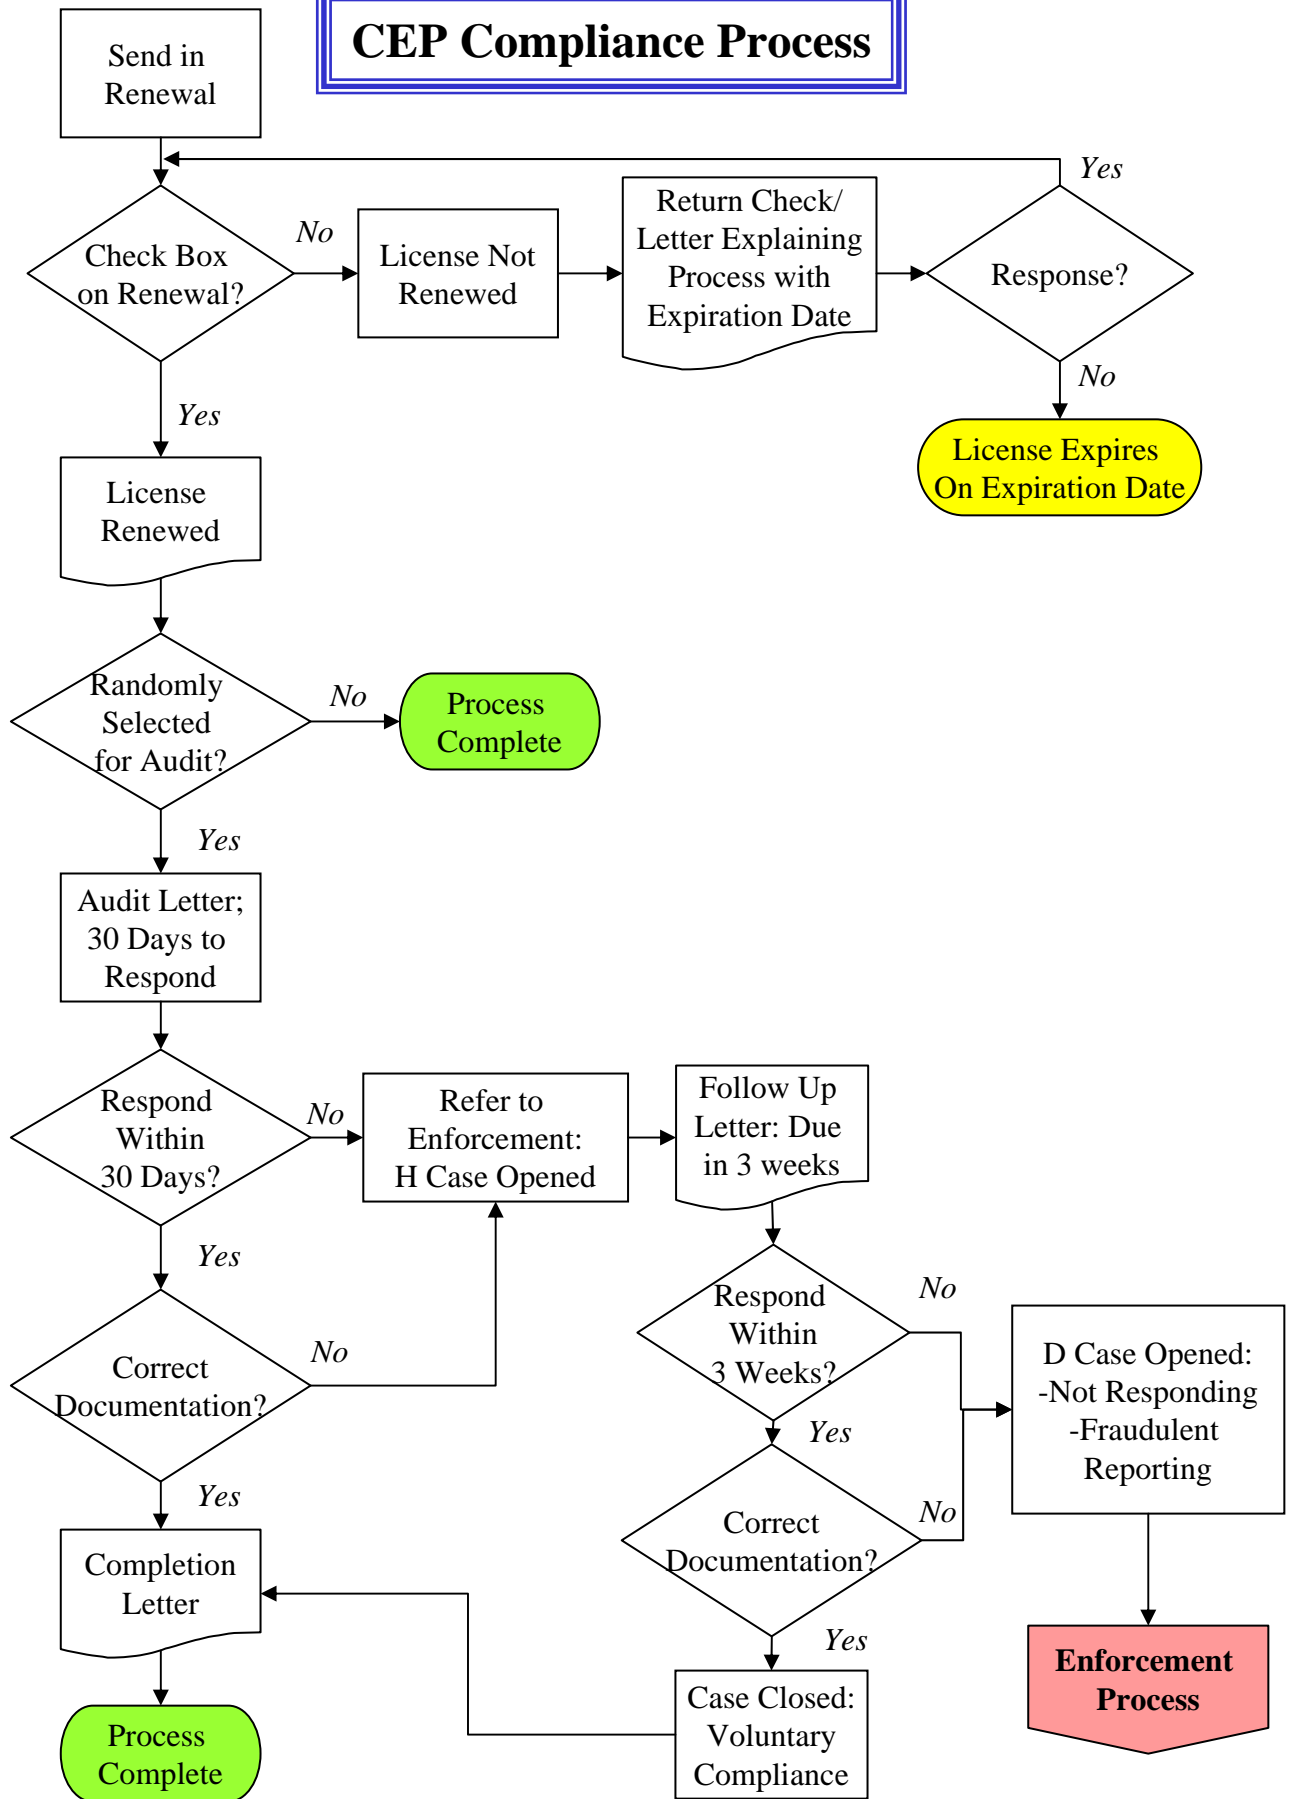 CEP Compliance Process
Send in
Renewal
Yes
Check Box
on Renewal?
No
License Not
Renewed
Return Check/
Letter Explaining
Process with
Expiration Date
Response?
No
Yes
License Expires
On Expiration Date
License
Renewed
Randomly
Selected
for Audit?
No
Process
Complete
Yes
Audit Letter;
30 Days to
Respond
Respond
Within
30 Days?
No
Refer to
Enforcement:
H Case Opened
Follow Up
Letter: Due
in 3 weeks
Yes
Respond
Within
3 Weeks?
No
D Case Opened:
-Not Responding
-Fraudulent
Reporting
Correct
Documentation?
No
Yes
Yes
Correct
Documentation?
No
Completion
Letter
Yes
Enforcement
Process
Case Closed:
Voluntary
Compliance
Process
Complete